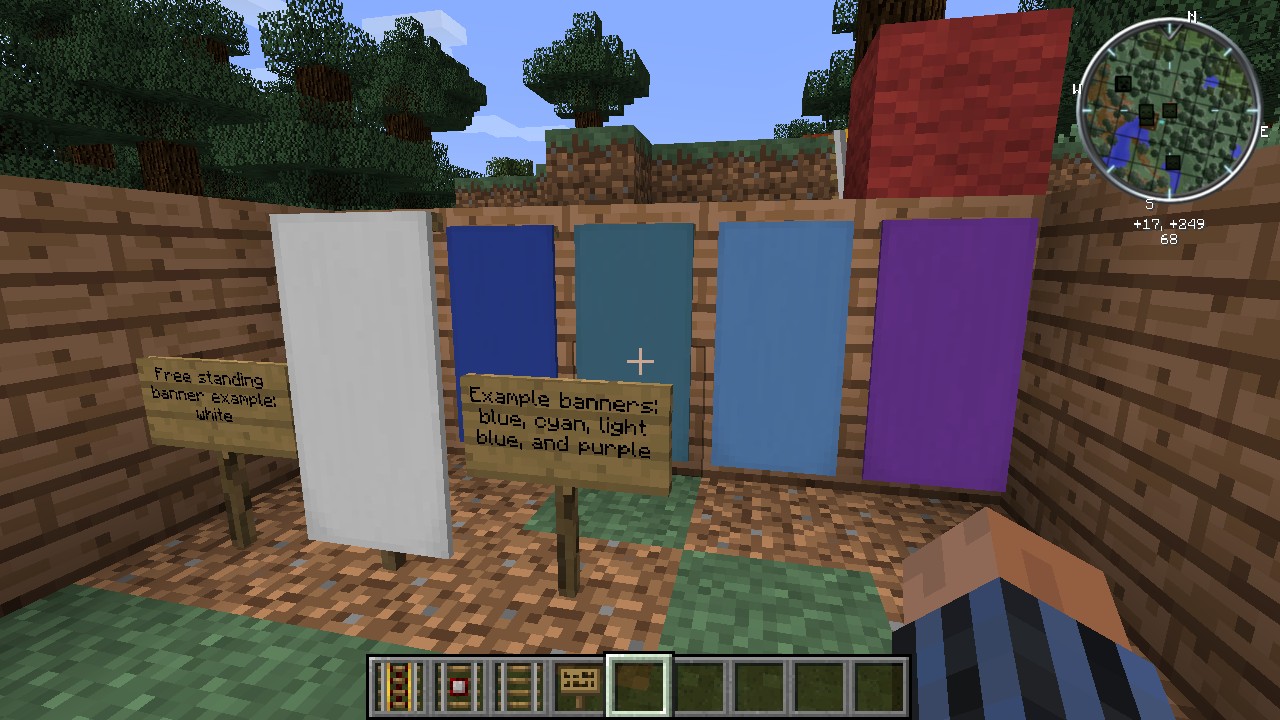 N
W
E
S
+17, +249
68
Free standing
banner example:
white
Example banners:
blue, cyan, light
blue, and purple